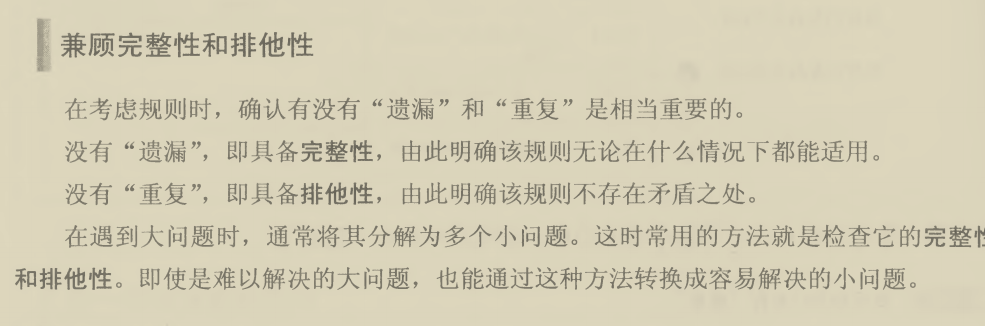 兼顾完整性和排他性
在考虑规则时，确认有没有“遗漏”和“重复”是相当重要的。
没有“遗漏”，即具备完整性，由此明确该规则无论在什么情况下都能适用。
没有“重复”，即具备排他性，由此明确该规则不存在矛盾之处。
在遇到大问题时，通常将其分解为多个小问题。这时常用的方法就是检查它的完整性
和排他性。即使是难以解决的大问题，也能通过这种方法转换成容易解决的小问题。